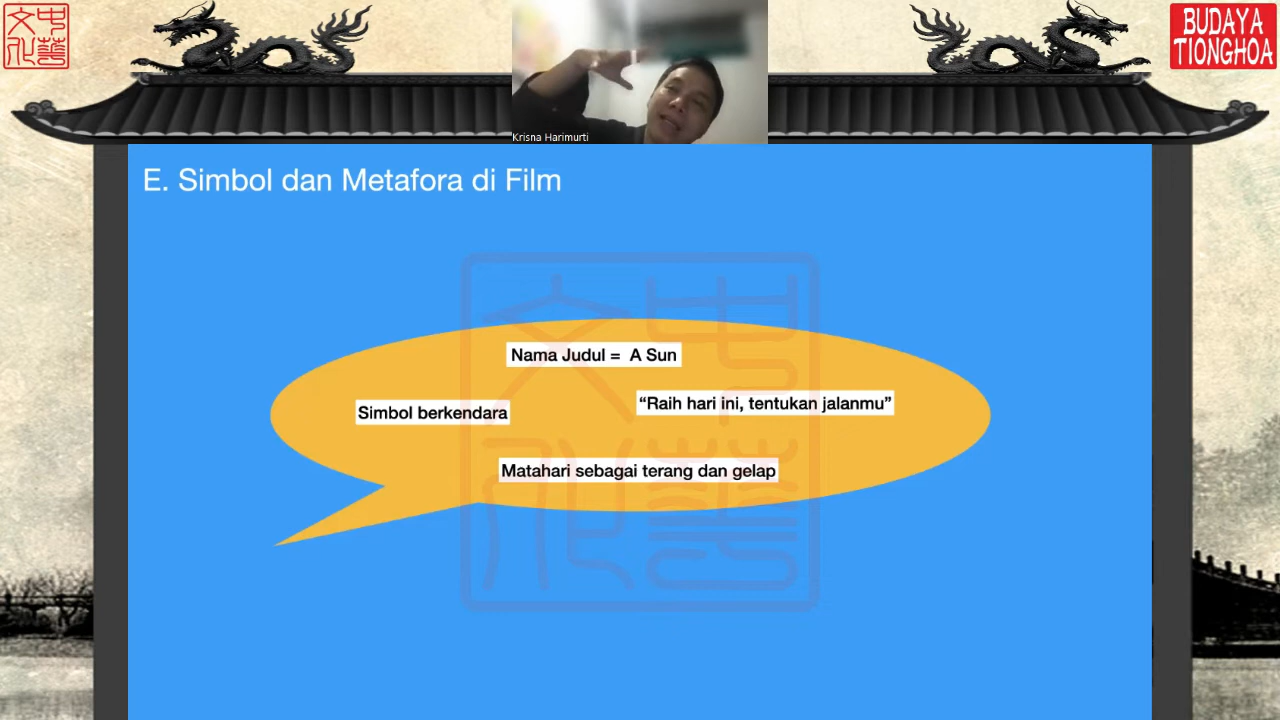 BUDAYA
TIONGHOA
Krisna Harimurti
E. Simbol dan Metafora di Film
Nama Judul = A Sun
“Raih hari ini, tentukan jalanmu”
Simbol berkendara
Matahari sebagai terang dan gelap